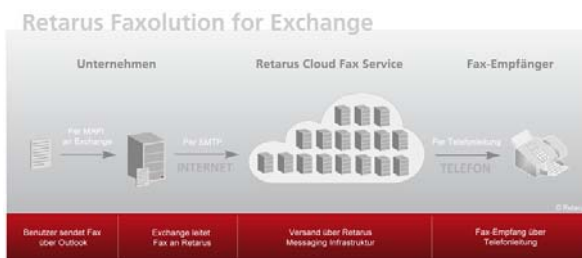 Retarus Faxolution for Exchange
Unternehmen
Retarus Cloud Fax Service
Fax-Empfänger
Per MAPI
an Exchange
Per SMTP
INTERNET
Per Telefonleitung
TELEFON
Benutzer sendet Fax
über Outlook
Exchange leitet
Fax an Retarus
Versand über Retarus
Messaging Infrastruktur
Fax-Empfang über
Telefonleitung